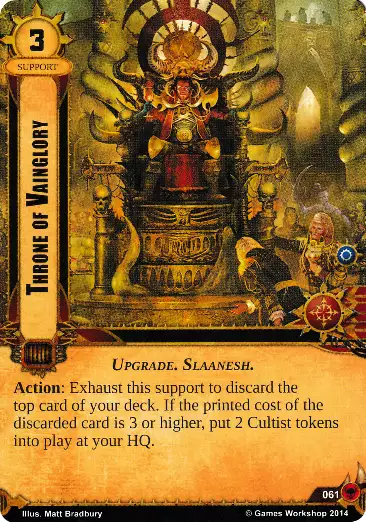 3
SUPPORT
THRONE OF VAINGLORY
UPGRADE. SLAANESH.
Action: Exhaust this support to discard the
top card of your deck. If the printed cost of the
discarded card is 3 or higher, put 2 Cultist tokens
into play at your HQ.
061
Illus. Matt Bradbury
© Games Workshop 2014